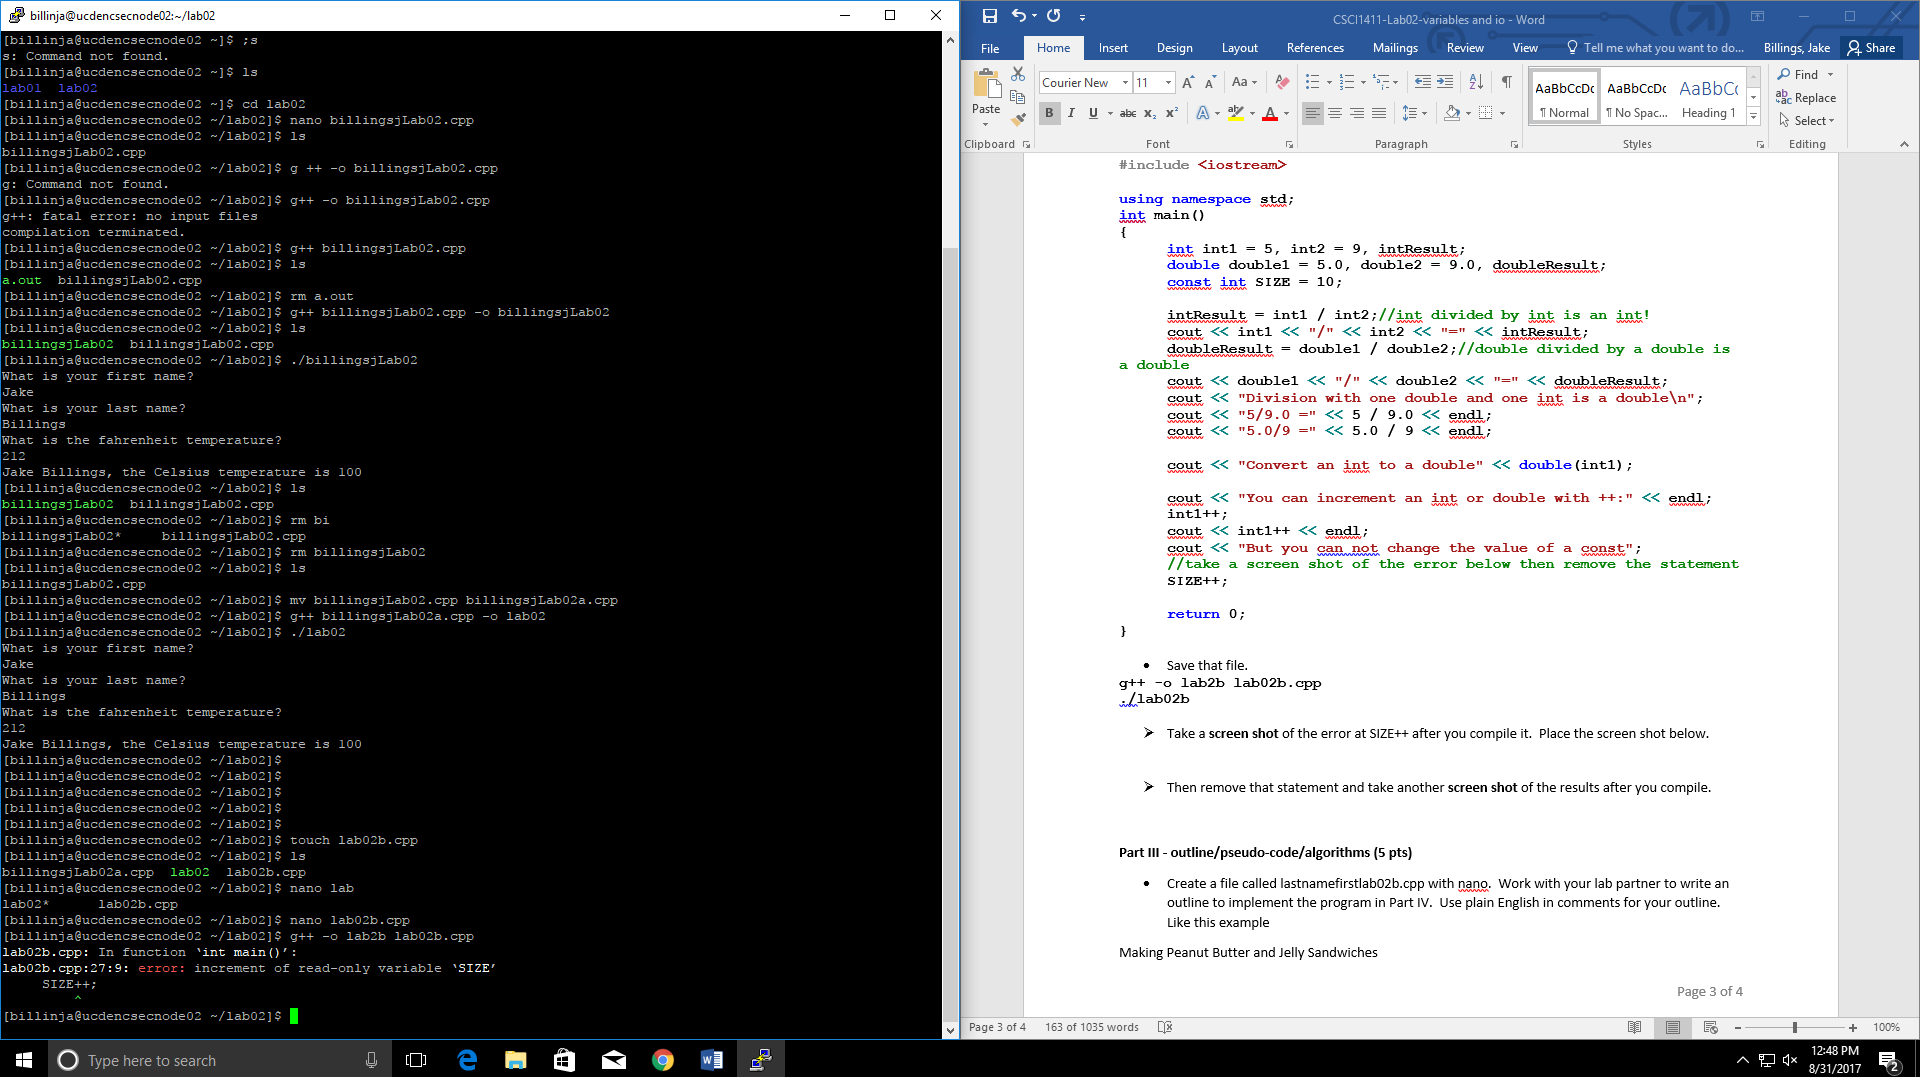 billinja@ucdencsecnode02:~/lab02
[billinja@ucdencsecnode02 ~]$ ;s
s: Command not found.
[billinja@ucdencsecnode02 ~]$ ls
lab01  lab02
[billinja@ucdencsecnode02 ~]$ cd lab02
[billinja@ucdencsecnode02 ~/lab02]$ nano billingsjLab02.cpp
[billinja@ucdencsecnode02 ~/lab02]$ ls
billingsjLab02.cpp
[billinja@ucdencsecnode02 ~/lab02]$ g ++ -o billingsjLab02.cpp
g: Command not found.
[billinja@ucdencsecnode02 ~/lab02]$ g++ -o billingsjLab02.cpp
g++: fatal error: no input files
compilation terminated.
[billinja@ucdencsecnode02 ~/lab02]$ g++ billingsjLab02.cpp
[billinja@ucdencsecnode02 ~/lab02]$ ls
a.out  billingsjLab02.cpp
[billinja@ucdencsecnode02 ~/lab02]$ rm a.out
[billinja@ucdencsecnode02 ~/lab02]$ g++ billingsjLab02.cpp -o billingsjLab02
[billinja@ucdencsecnode02 ~/lab02]$ ls
billingsjLab02  billingsjLab02.cpp
[billinja@ucdencsecnode02 ~/lab02]$ ./billingsjLab02
What is your first name?
Jake
What is your last name?
Billings
What is the fahrenheit temperature?
212
Jake Billings, the Celsius temperature is 100
[billinja@ucdencsecnode02 ~/lab02]$ ls
billingsjLab02  billingsjLab02.cpp
[billinja@ucdencsecnode02 ~/lab02]$ rm bi
billingsjLab02*     billingsjLab02.cpp
[billinja@ucdencsecnode02 ~/lab02]$ rm billingsjLab02
[billinja@ucdencsecnode02 ~/lab02]$ ls
billingsjLab02.cpp
[billinja@ucdencsecnode02 ~/lab02]$ mv billingsjLab02.cpp billingsjLab02a.cpp
[billinja@ucdencsecnode02 ~/lab02]$ g++ billingsjLab02a.cpp -o lab02
[billinja@ucdencsecnode02 ~/lab02]$ ./lab02
What is your first name?
Jake
What is your last name?
Billings
What is the fahrenheit temperature?
212
Jake Billings, the Celsius temperature is 100
[billinja@ucdencsecnode02 ~/lab02]$
[billinja@ucdencsecnode02 ~/lab02]$
[billinja@ucdencsecnode02 ~/lab02]$
[billinja@ucdencsecnode02 ~/lab02]$
[billinja@ucdencsecnode02 ~/lab02]$
[billinja@ucdencsecnode02 ~/lab02]$ touch lab02b.cpp
[billinja@ucdencsecnode02 ~/lab02]$ ls
billingsjLab02a.cpp  lab02  lab02b.cpp
[billinja@ucdencsecnode02 ~/lab02]$ nano lab
lab02*      lab02b.cpp
[billinja@ucdencsecnode02 ~/lab02]$ nano lab02b.cpp
[billinja@ucdencsecnode02 ~/lab02]$ g++ -o lab2b lab02b.cpp
lab02b.cpp: In function ‘int main()’:
lab02b.cpp:27:9: error: increment of read-only variable ‘SIZE’
     SIZE++;
         ^
[billinja@ucdencsecnode02 ~/lab02]$
CSCI1411-Lab02-variables and io - Word
File Home Insert Design Layout References Mailings Review View Tell me what you want to do... Billings, Jake Share
Paste
Courier New 11
Aa
B I U abc x₂ x²
AaBbCcDc AaBbCcDc AaBbCc
¶ Normal ¶ No Spac... Heading 1
Find
Replace
Select
Clipboard Font Paragraph Styles Editing
#include <iostream>
using namespace std;
int main()
{
int int1 = 5, int2 = 9, intResult;
double double1 = 5.0, double2 = 9.0, doubleResult;
const int SIZE = 10;
intResult = int1 / int2;//int divided by int is an int!
cout << int1 << "/" << int2 << "=" << intResult;
doubleResult = double1 / double2;//double divided by a double is
a double
cout << double1 << "/" << double2 << "=" << doubleResult;
cout << "Division with one double and one int is a double\n";
cout << "5/9.0 =" << 5 / 9.0 << endl;
cout << "5.0/9 =" << 5.0 / 9 << endl;
cout << "Convert an int to a double" << double(int1);
cout << "You can increment an int or double with ++:" << endl;
int1++;
cout << int1++ << endl;
cout << "But you can not change the value of a const";
//take a screen shot of the error below then remove the statement
SIZE++;
return 0;
}
• Save that file.
g++ -o lab2b lab02b.cpp
./lab02b
➢ Take a screen shot of the error at SIZE++ after you compile it.  Place the screen shot below.
➢ Then remove that statement and take another screen shot of the results after you compile.
Part III - outline/pseudo-code/algorithms (5 pts)
• Create a file called lastnamefirstlab02b.cpp with nano.  Work with your lab partner to write an
outline to implement the program in Part IV.  Use plain English in comments for your outline.
Like this example
Making Peanut Butter and Jelly Sandwiches
Page 3 of 4
Page 3 of 4 163 of 1035 words 100%
Type here to search
12:48 PM
8/31/2017
2